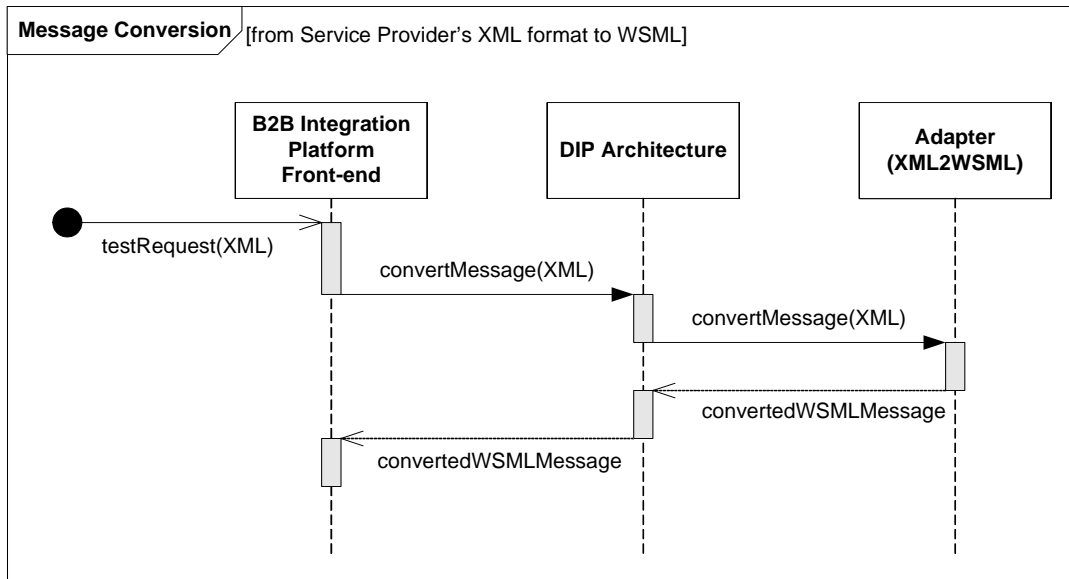 Message Conversion
[from Service Provider's XML format to WSML]
B2B Integration
Platform
Front-end
DIP Architecture
Adapter
(XML2WSML)
testRequest(XML)
convertMessage(XML)
convertMessage(XML)
convertedWSMLMessage
convertedWSMLMessage